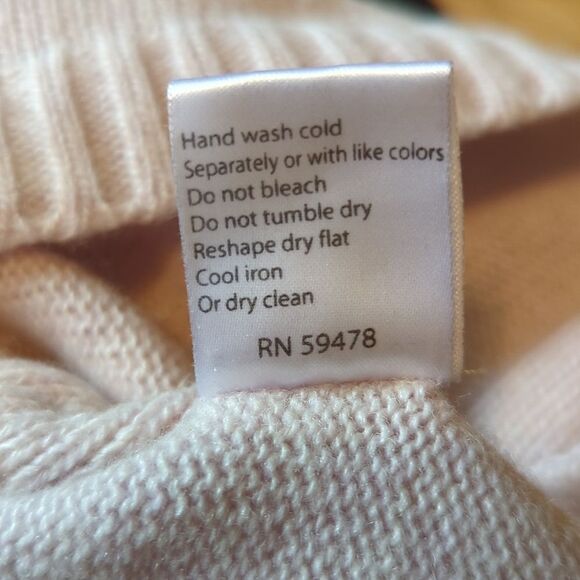 Hand wash cold
Separately or with like colors
Do not bleach
Do not tumble dry
Reshape dry flat
Cool iron
Or dry clean
RN 59478